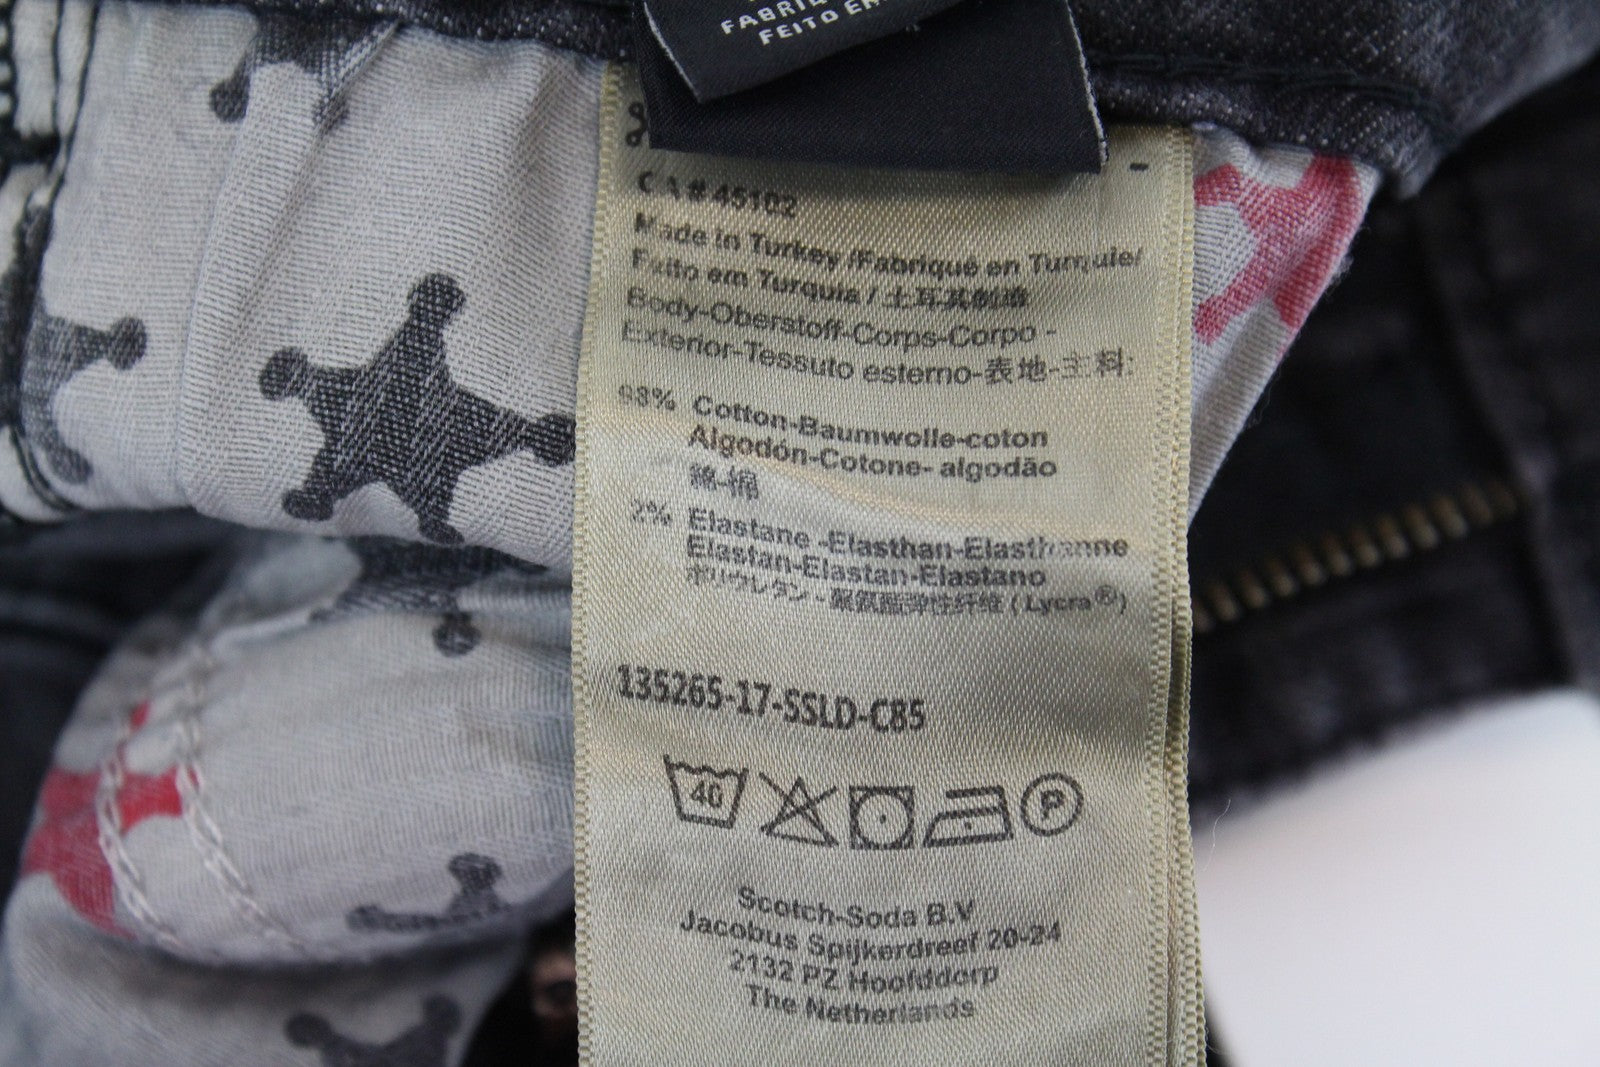 FABRIQ
FEITO EM
CA # 45102
Made in Turkey /Fabriqué en Turquie/
Feito em Turquia / 土耳其制造
Body-Oberstoff-Corps-Corpo -
Exterior-Tessuto esterno-表地-主料:
98% Cotton-Baumwolle-coton
Algodón-Cotone- algodão
綿-棉
2% Elastane -Elasthan-Elasthanne
Elastan-Elastan-Elastano
ポリウレタン - 聚氨酯弹性纤维 ( Lycra ®)
135265-17-SSLD-C85
40 P
Scotch-Soda B.V
Jacobus Spijkerdreef 20-24
2132 PZ Hoofddorp
The Netherlands